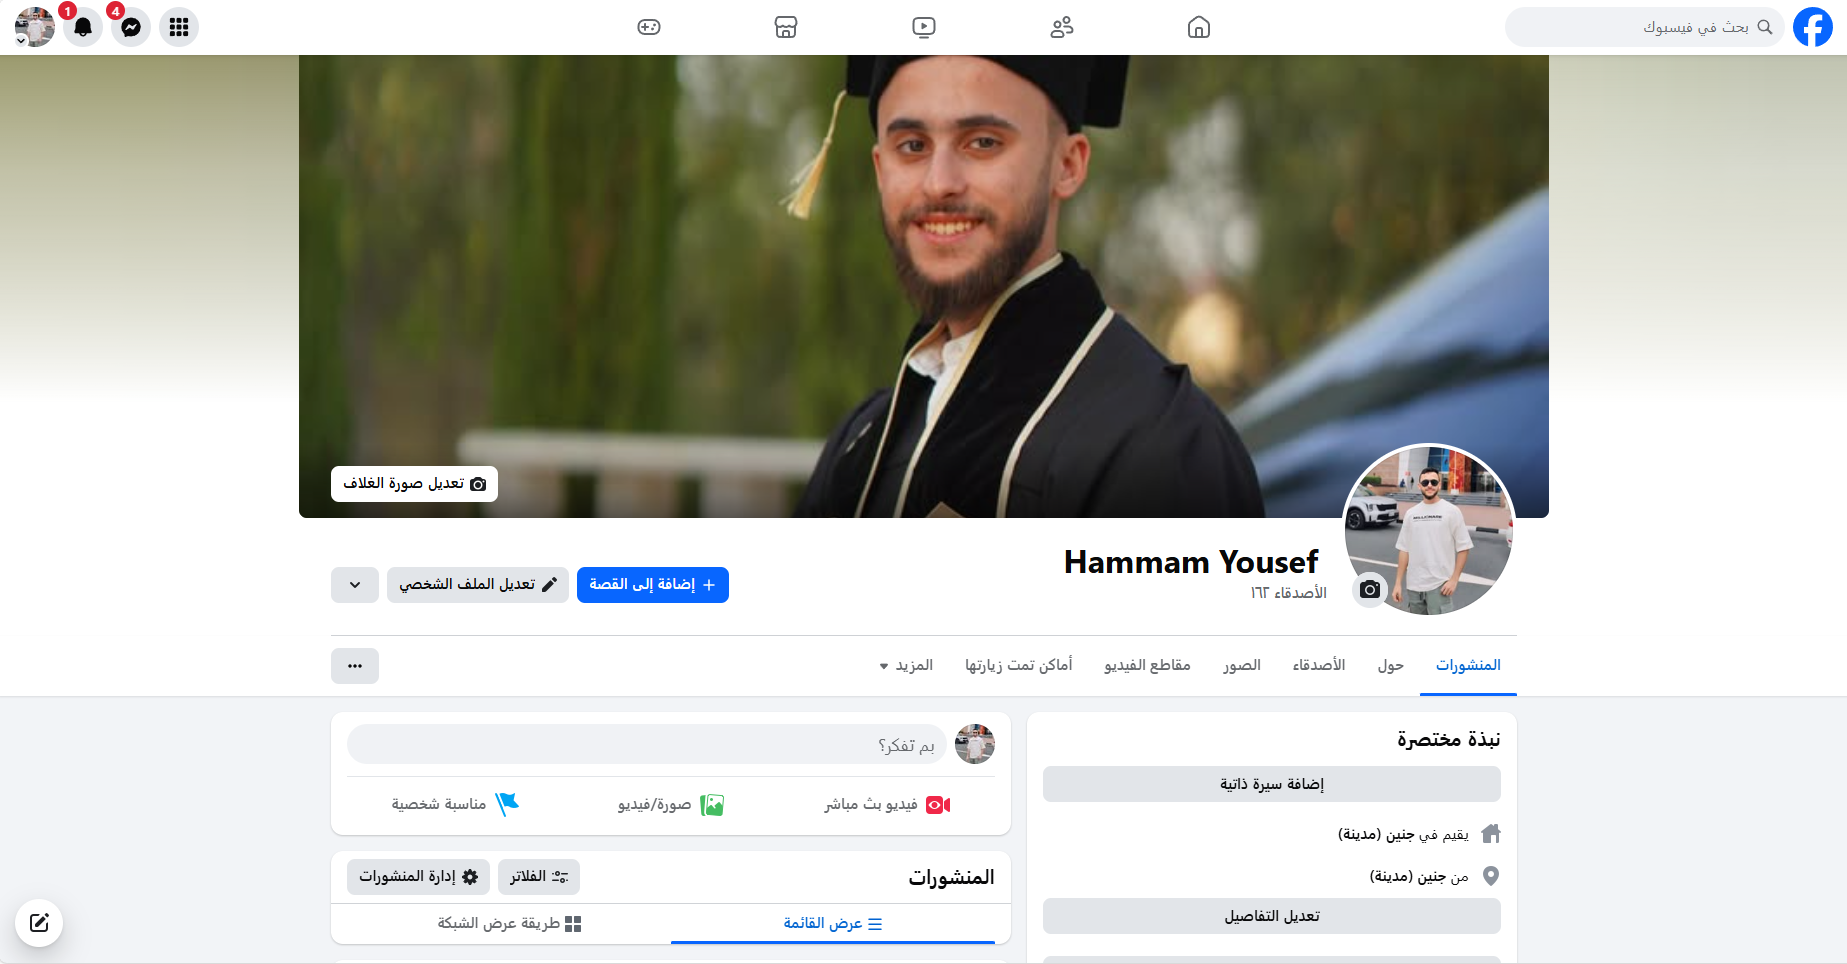 بحث في فيسبوك
4
1
تعديل صورة الغلاف
Hammam Yousef
الأصدقاء ١٦٢
إضافة إلى القصة
تعديل الملف الشخصي
المنشورات
حول
الأصدقاء
الصور
مقاطع الفيديو
أماكن تمت زيارتها
المزيد
نبذة مختصرة
إضافة سيرة ذاتية
يقيم في جنين (مدينة)
من جنين (مدينة)
تعديل التفاصيل
بم تفكر؟
فيديو بث مباشر
صورة/فيديو
مناسبة شخصية
المنشورات
الفلاتر
إدارة المنشورات
عرض القائمة
طريقة عرض الشبكة